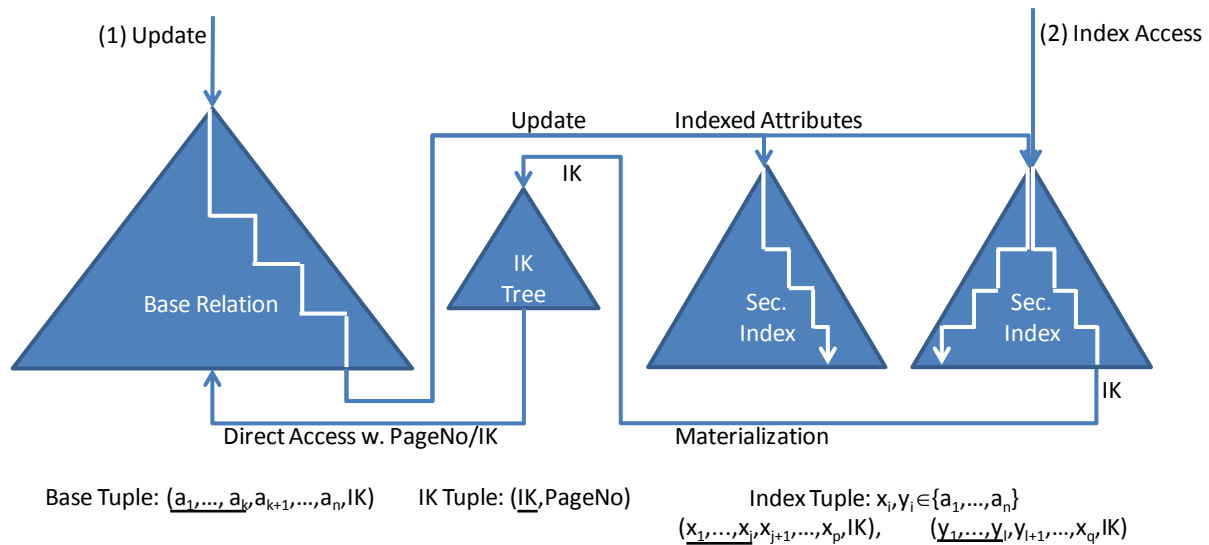 (1) Update
(2) Index Access
Update
Indexed Attributes
IK
Base Relation
IK
Tree
Sec.
Index
Sec.
Index
IK
Direct Access w. PageNo/IK
Materialization
Base Tuple: (a₁,…, aₖ,aₖ₊₁,…,aₙ,IK)
IK Tuple: (IK,PageNo)
Index Tuple: xᵢ,yᵢ∈{a₁,…,aₙ}
(x₁,…,xᵢ,xⱼ₊₁,…,xₚ,IK),
(y₁,…,yₗ,yₗ₊₁,…,x_q,IK)